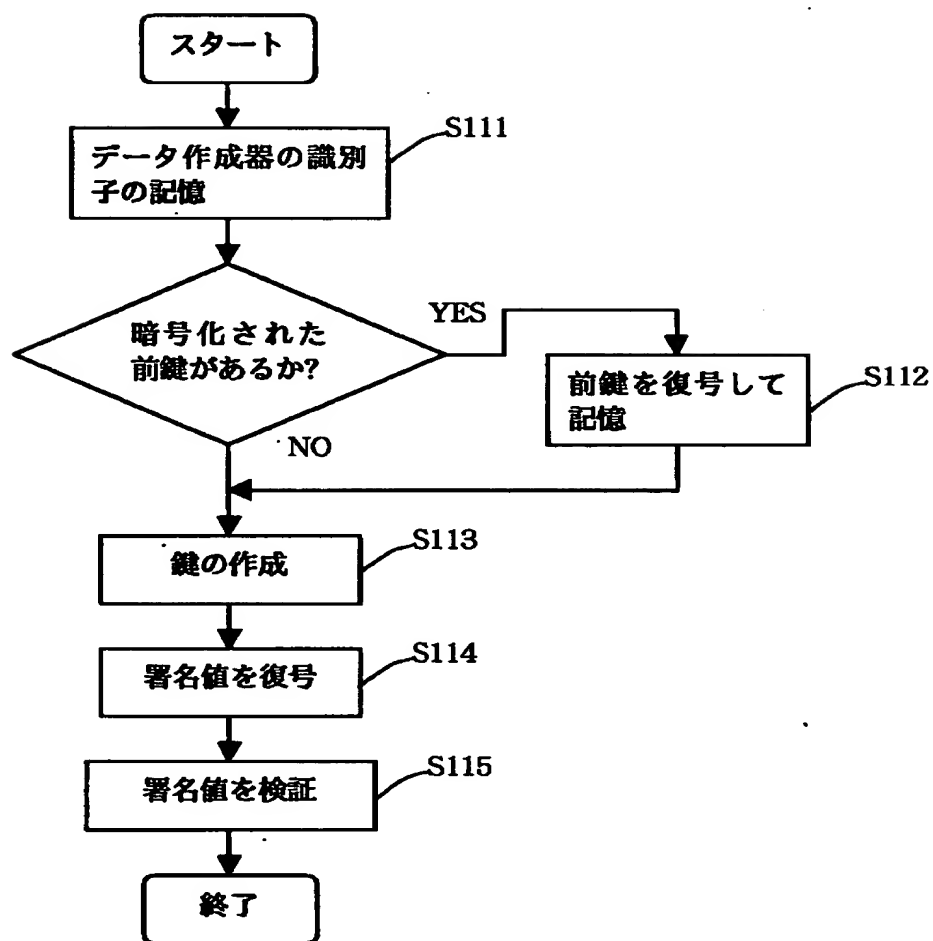 スタート
S111
データ作成器の識別
子の記憶
YES
暗号化された
前鍵があるか?
S112
前鍵を復号して
記憶
NO
S113
鍵の作成
S114
署名値を復号
S115
署名値を検証
終了